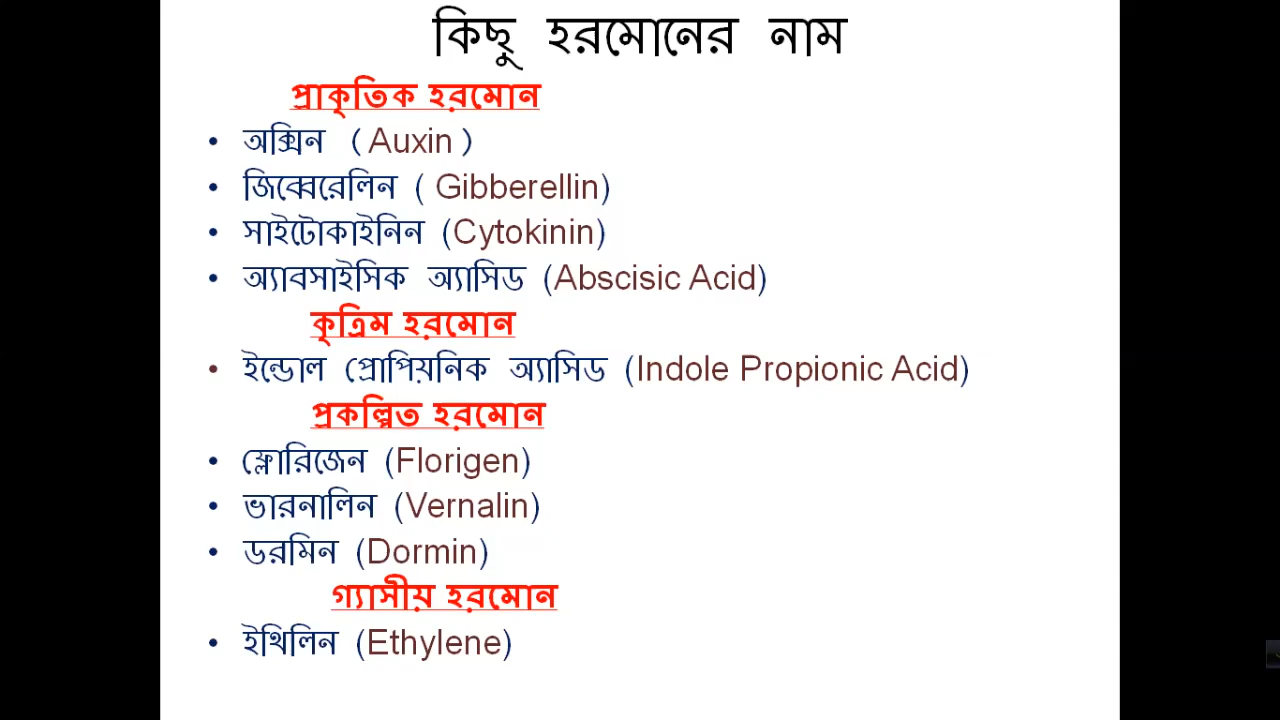 কিছু হরমোনের নাম
প্রাকৃতিক হরমোন
• অক্সিন (Auxin)
• জিব্বেরেলিন ( Gibberellin)
• সাইটোকাইনিন (Cytokinin)
• অ্যাবসাইসিক অ্যাসিড (Abscisic Acid)
কৃত্রিম হরমোন
• ইন্ডোল প্রোপিয়নিক অ্যাসিড (Indole Propionic Acid)
প্রকল্পিত হরমোন
• ফ্লোরিজেন (Florigen)
• ভারনালিন (Vernalin)
• ডরমিন (Dormin)
গ্যাসীয় হরমোন
• ইথিলিন (Ethylene)